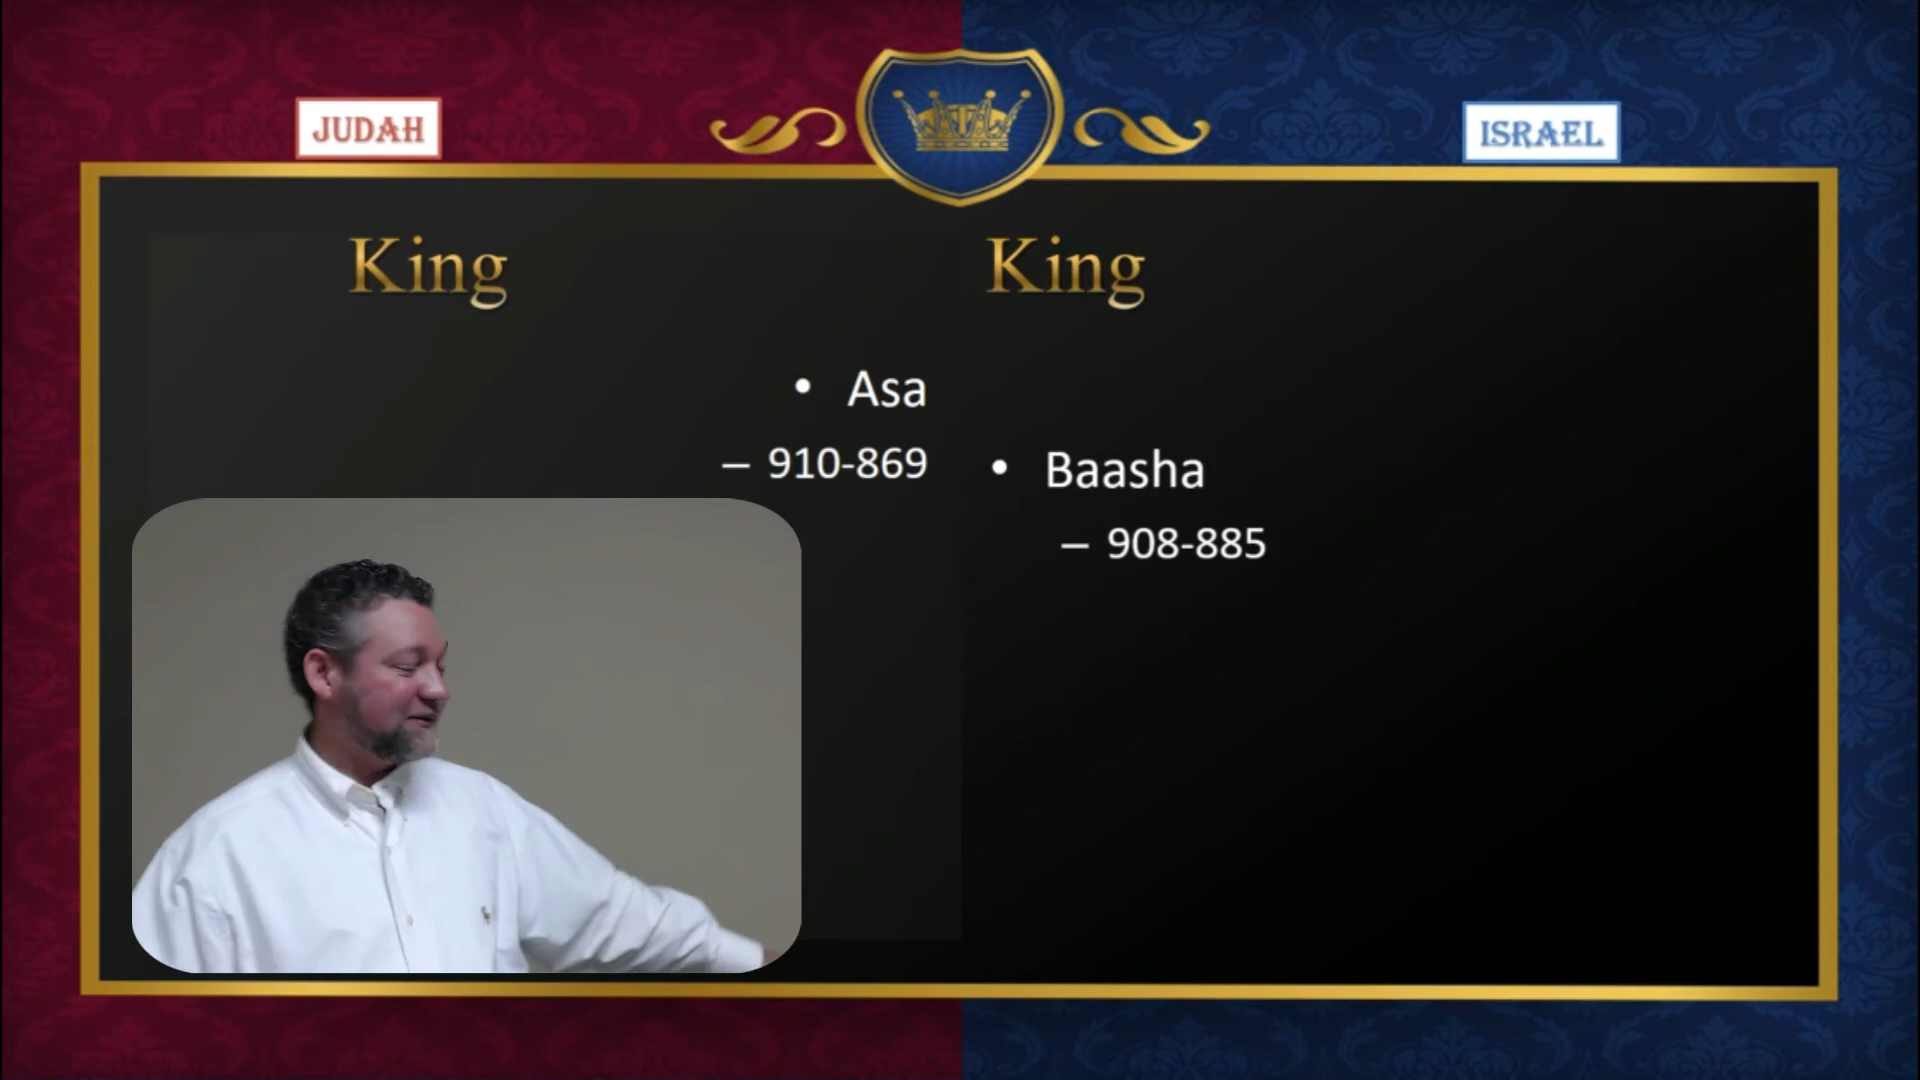 JUDAH
ISRAEL
King
King
• Asa
– 910-869
• Baasha
– 908-885